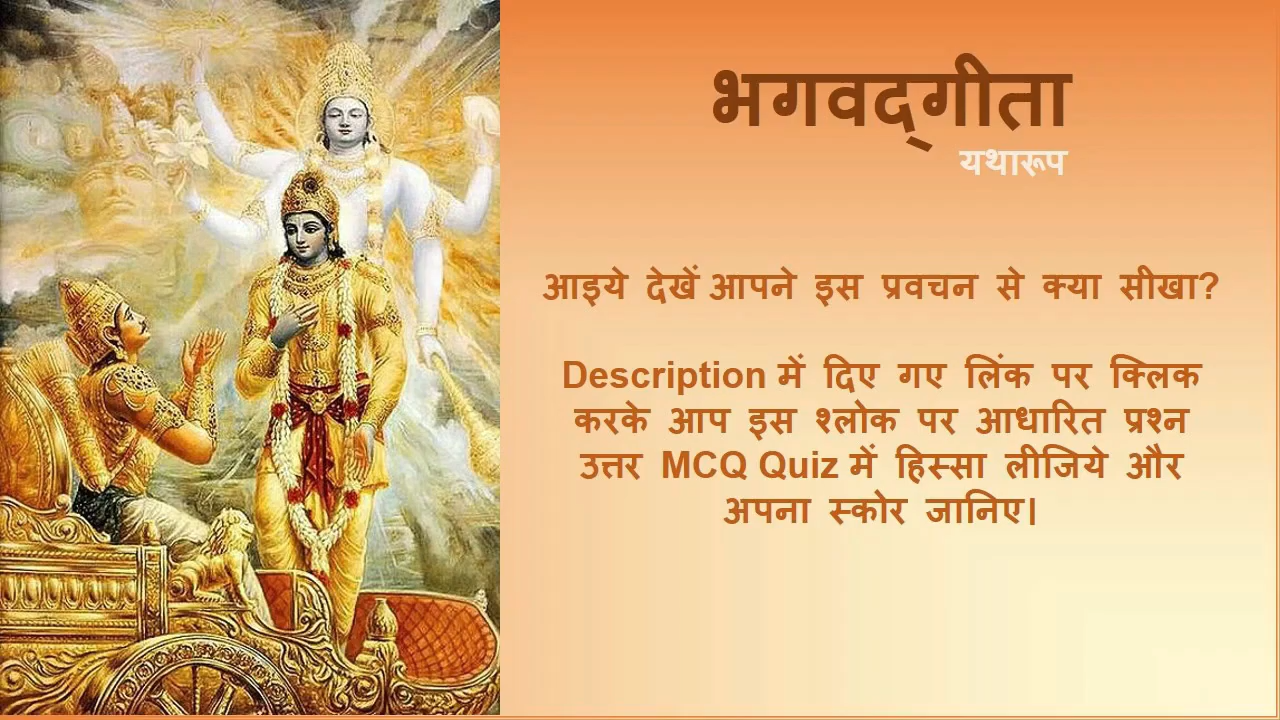 भगवद्‌गीता
यथारूप
आइये देखें आपने इस प्रवचन से क्या सीखा?
Description में दिए गए लिंक पर क्लिक
करके आप इस श्लोक पर आधारित प्रश्न
उत्तर MCQ Quiz में हिस्सा लीजिये और
अपना स्कोर जानिए।